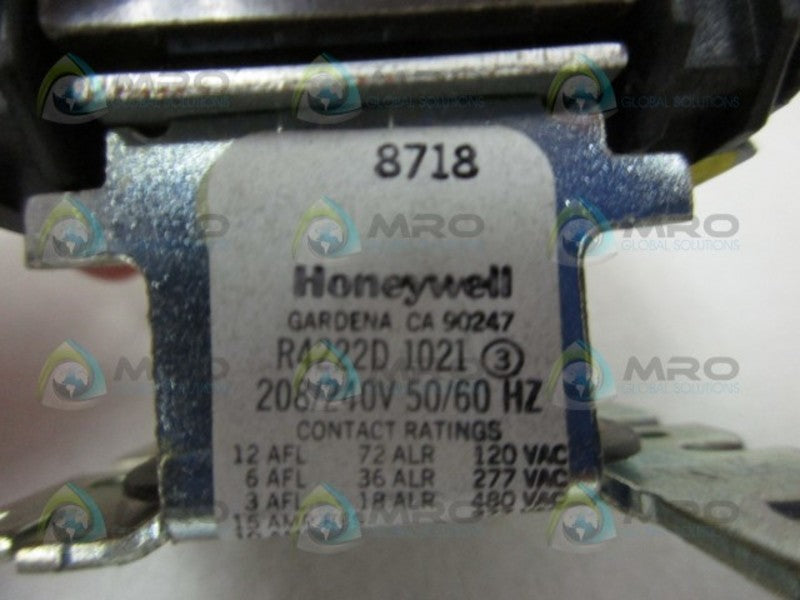 8718
Honeywell
GARDENA CA 90247
R4222D 1021 ③
208/240V 50/60 HZ
CONTACT RATINGS
12 AFL 72 ALR 120 VAC
6 AFL 36 ALR 277 VAC
3 AFL 18 ALR 480 VAC
MRO
GLOBAL SOLUTIONS